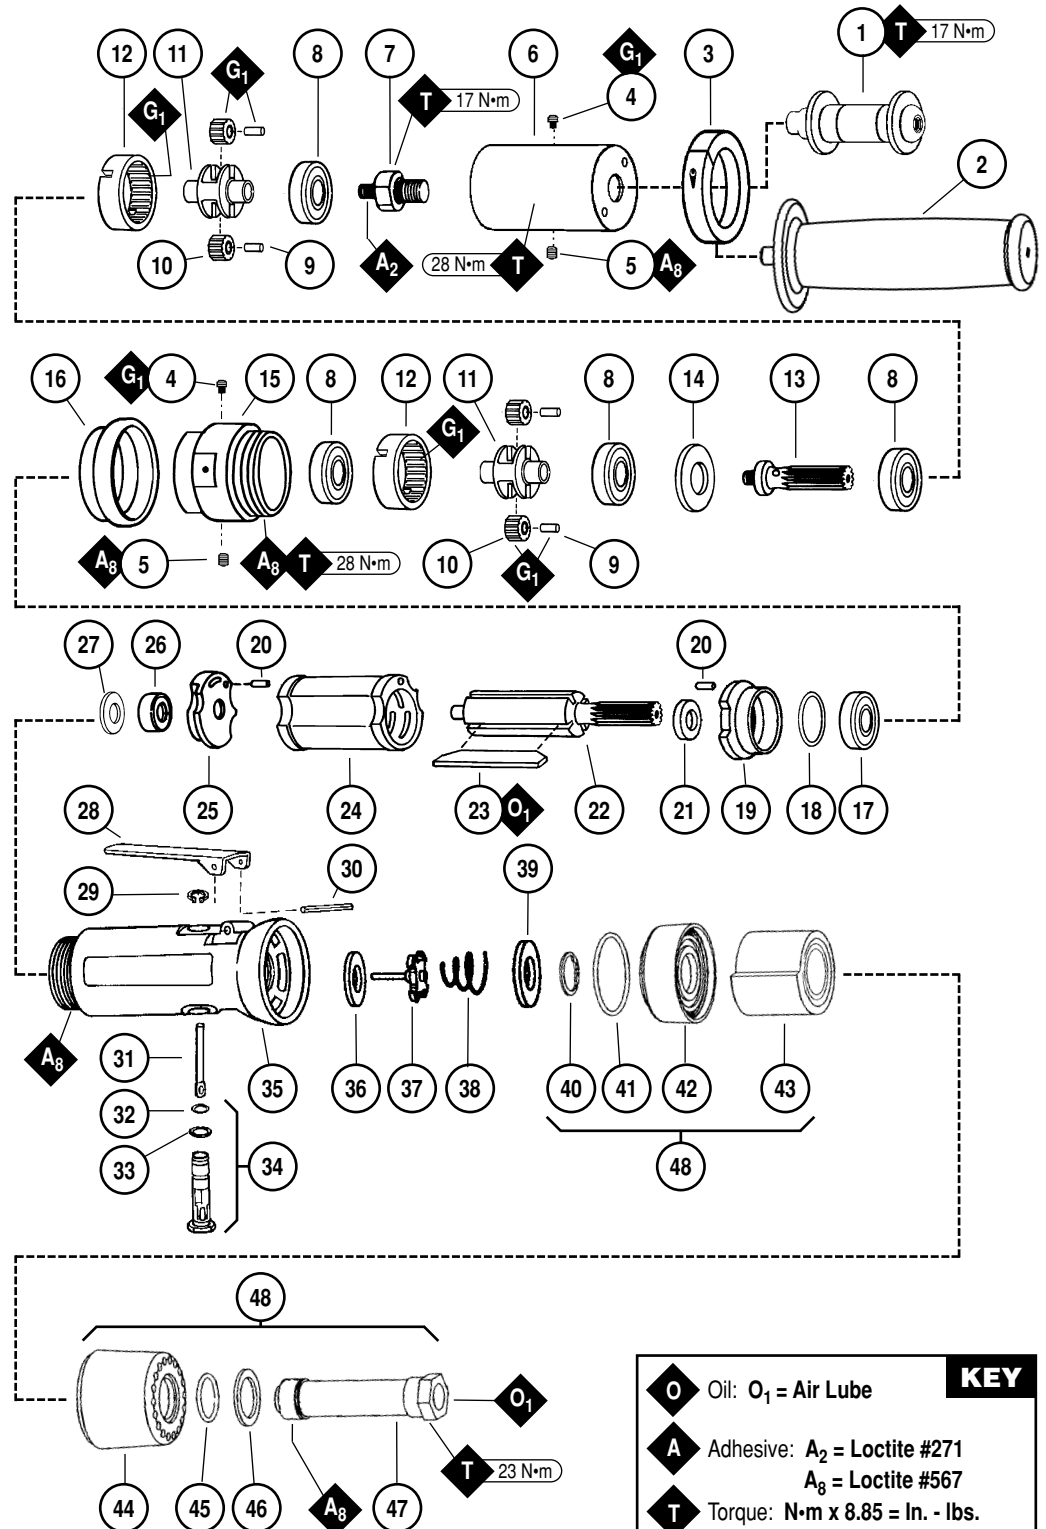 1 T 17 N•m
12 11 8 7 6 G1 3
G1 T 17 N•m 4
G1
2
10 9 A2 28 N•m T 5 A8
16 G1 4 15 8 12 11 8 14 13 8
G1
A8 5 A8 T 28 N•m 10 G1 9
27 26 20 20
25 24 23 O1 22 21 19 18 17
28
29 30 39
A8 31 35 36 37 38 40 41 42 43
32
33 34 48
48
O1
T 23 N•m
44 45 46 A8 47
KEY
O Oil: O1 = Air Lube
A Adhesive: A2 = Loctite #271
A8 = Loctite #567
T Torque: N•m x 8.85 = In. - lbs.